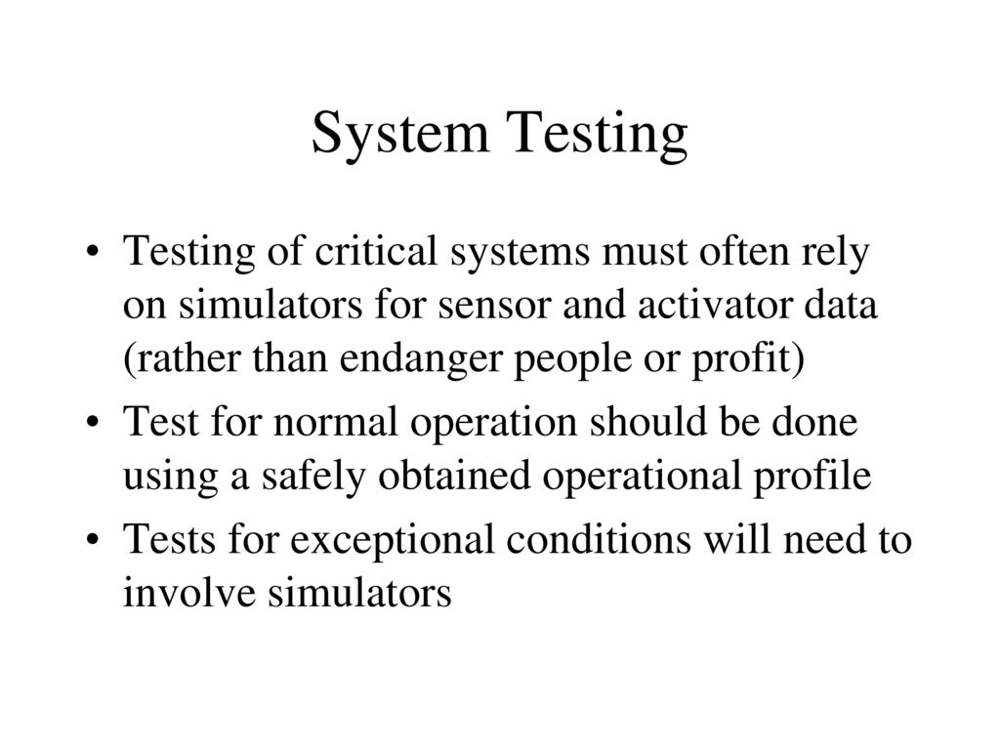 System Testing
• Testing of critical systems must often rely
on simulators for sensor and activator data
(rather than endanger people or profit)
• Test for normal operation should be done
using a safely obtained operational profile
• Tests for exceptional conditions will need to
involve simulators